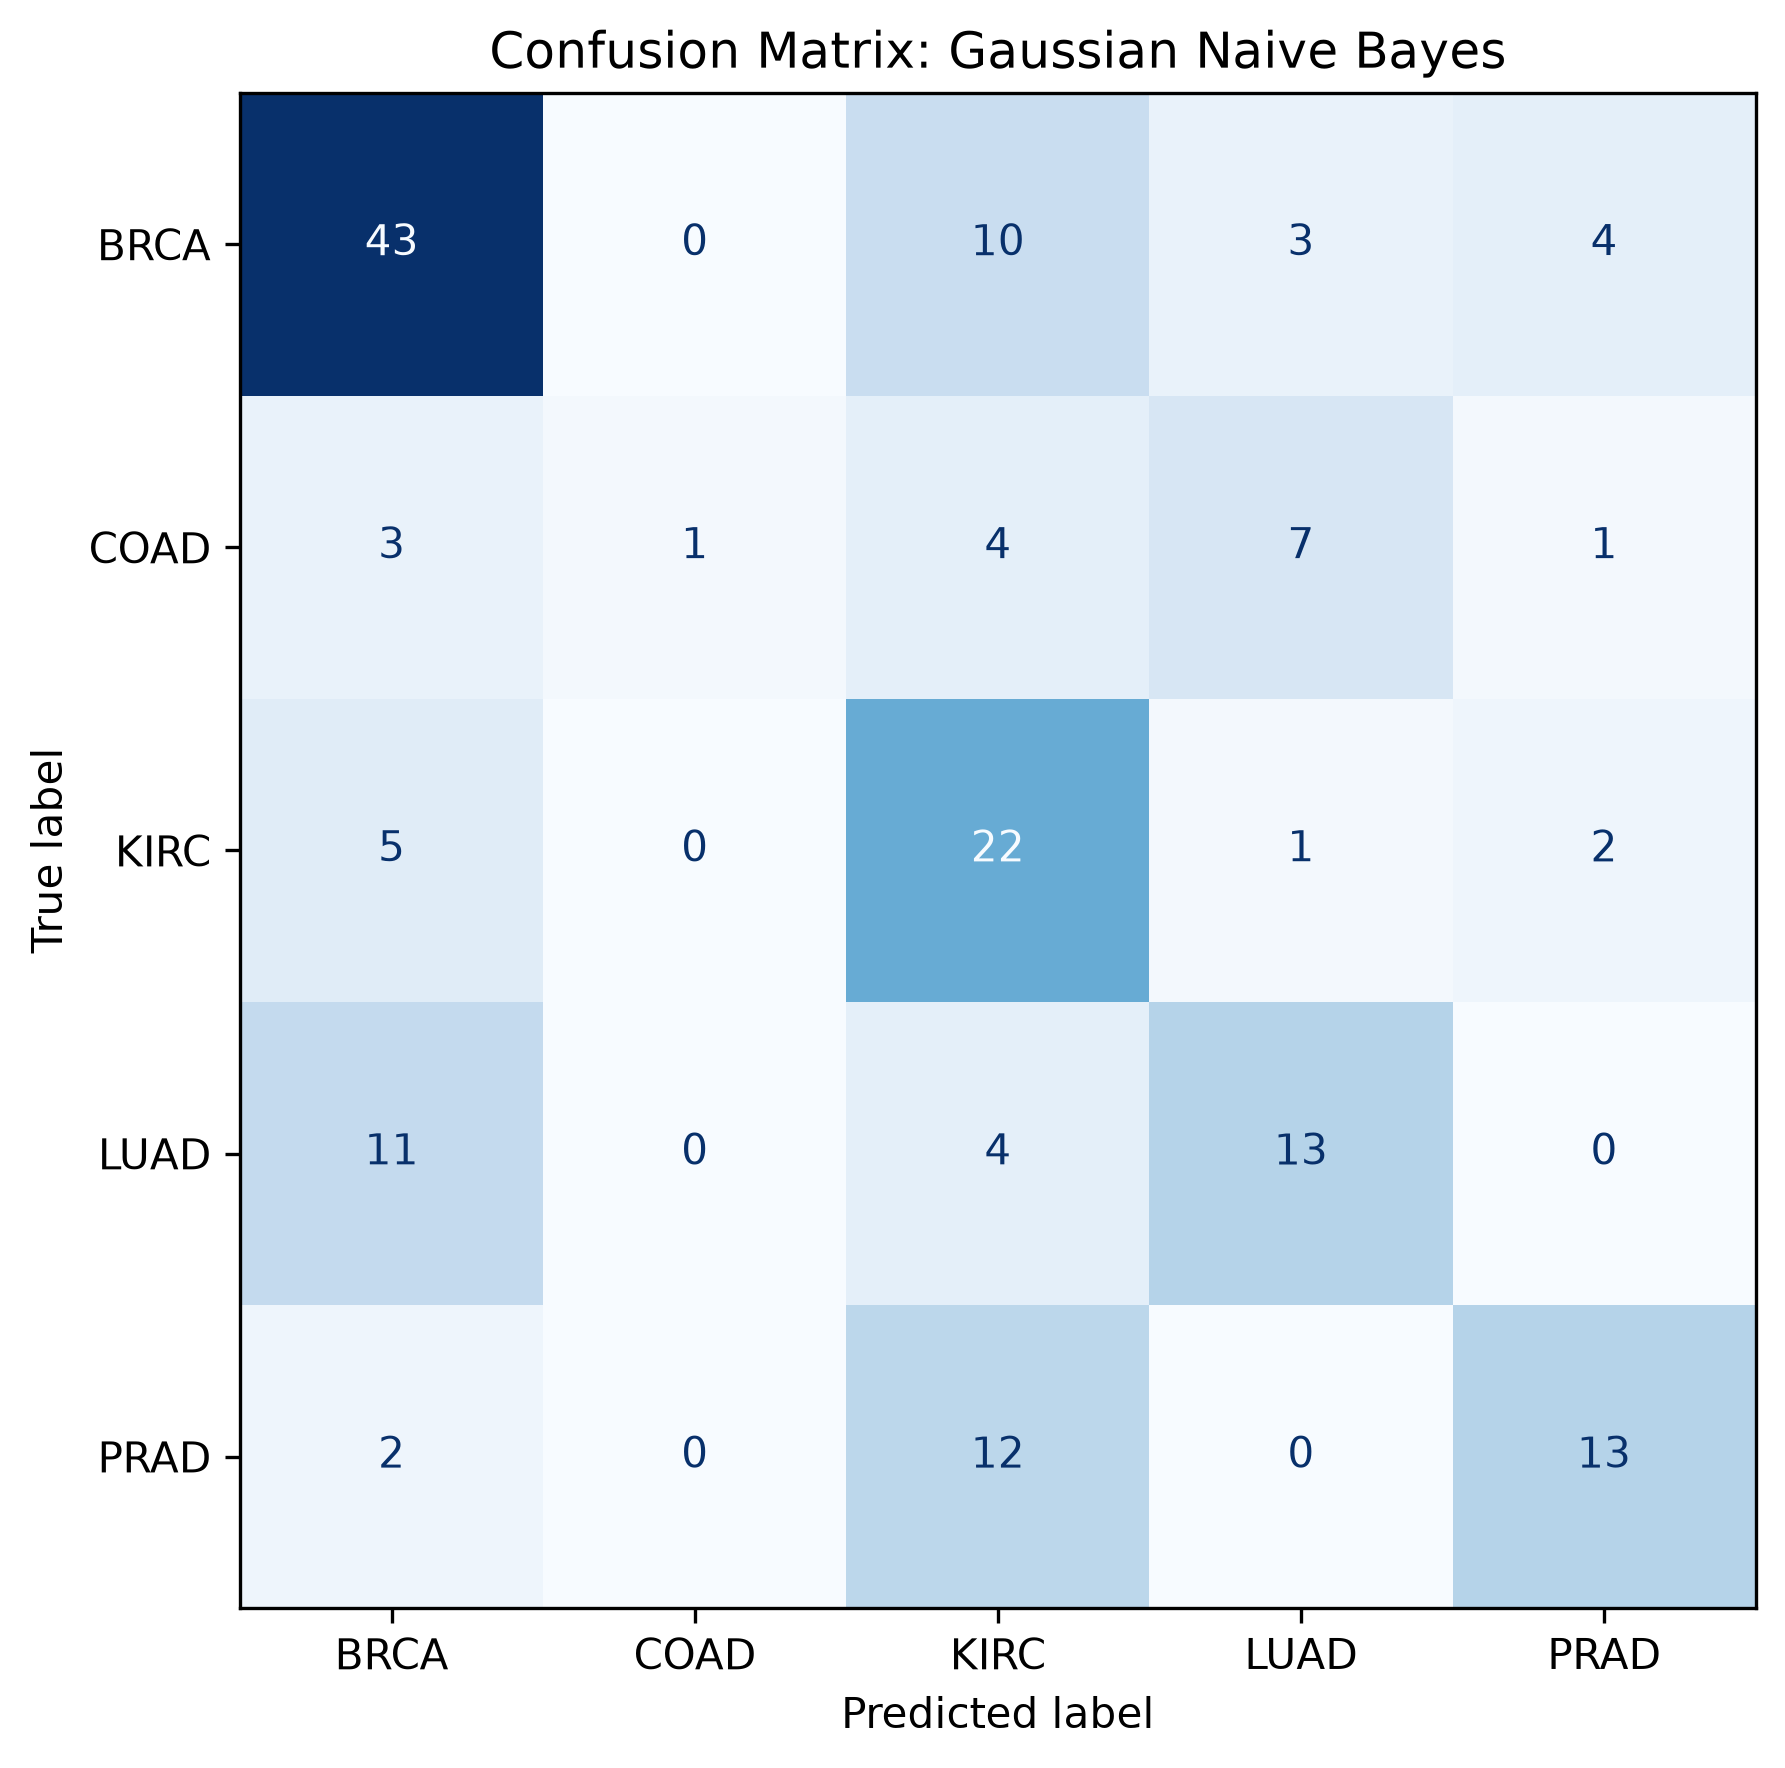 Confusion Matrix: Gaussian Naive Bayes
True label
BRCA 43 0 10 3 4
COAD 3 1 4 7 1
KIRC 5 0 22 1 2
LUAD 11 0 4 13 0
PRAD 2 0 12 0 13
BRCA COAD KIRC LUAD PRAD
Predicted label